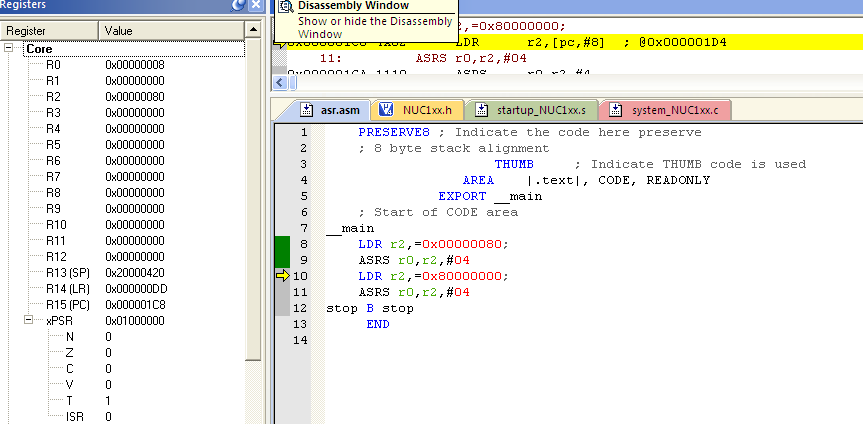 Registers
Register Value
Core
R0 0x00000008
R1 0x00000000
R2 0x00000080
R3 0x00000000
R4 0x00000000
R5 0x00000000
R6 0x00000000
R7 0x00000000
R8 0x00000000
R9 0x00000000
R10 0x00000000
R11 0x00000000
R12 0x00000000
R13 (SP) 0x20000420
R14 (LR) 0x000000DD
R15 (PC) 0x000001C8
xPSR 0x01000000
N 0
Z 0
C 0
V 0
T 1
ISR 0
Disassembly Window
Show or hide the Disassembly
Window
,=0x80000000;
LDR r2,[pc,#8] ; @0x000001D4
11: ASRS r0,r2,#04
0x000001CA 1110 ASRS r0,r2,#4
asr.asm NUC1xx.h startup_NUC1xx.s system_NUC1xx.c
1 PRESERVE8 ; Indicate the code here preserve
2 ; 8 byte stack alignment
3 THUMB ; Indicate THUMB code is used
4 AREA |.text|, CODE, READONLY
5 EXPORT __main
6 ; Start of CODE area
7 __main
8 LDR r2,=0x00000080;
9 ASRS r0,r2,#04
10 LDR r2,=0x80000000;
11 ASRS r0,r2,#04
12 stop B stop
13 END
14